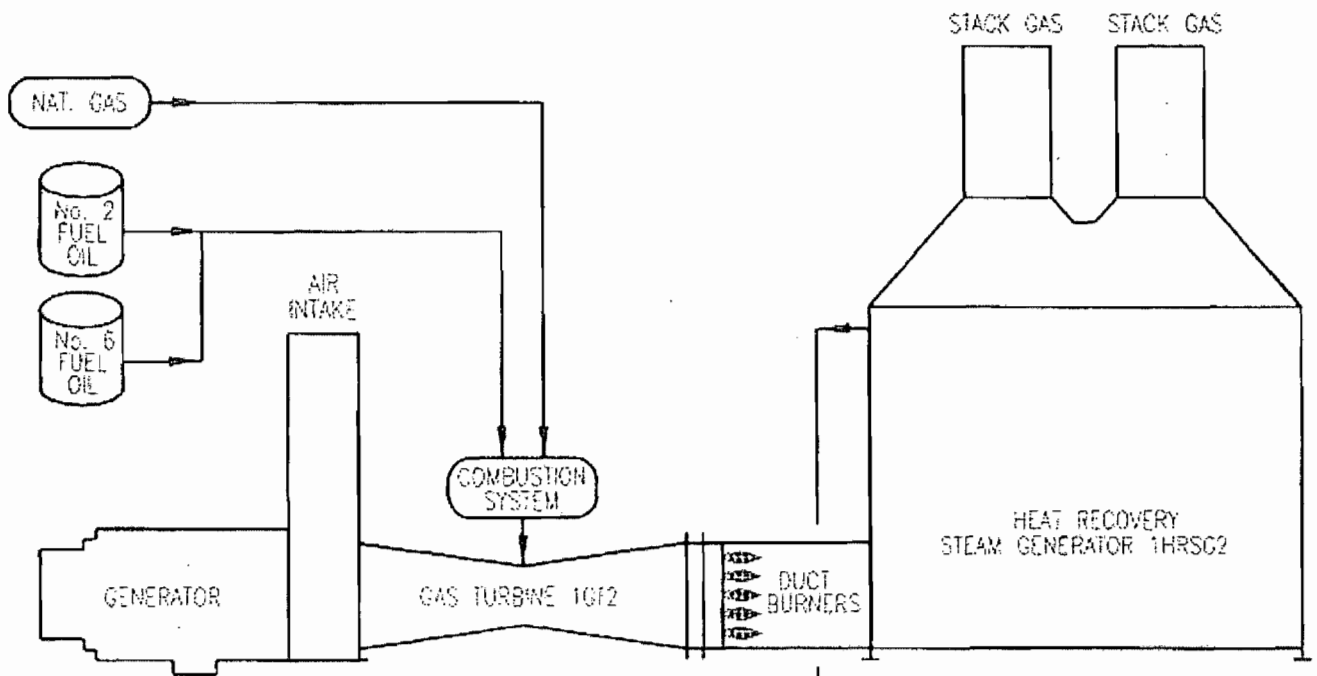 STACK GAS
STACK GAS
NAT. GAS
No. 2
FUEL
OIL
AIR
INTAKE
No. 6
FUEL
OIL
COMBUSTION
SYSTEM
HEAT RECOVERY
STEAM GENERATOR 1HRSG2
GENERATOR
GAS TURBINE 1GT2
DUCT
BURNERS